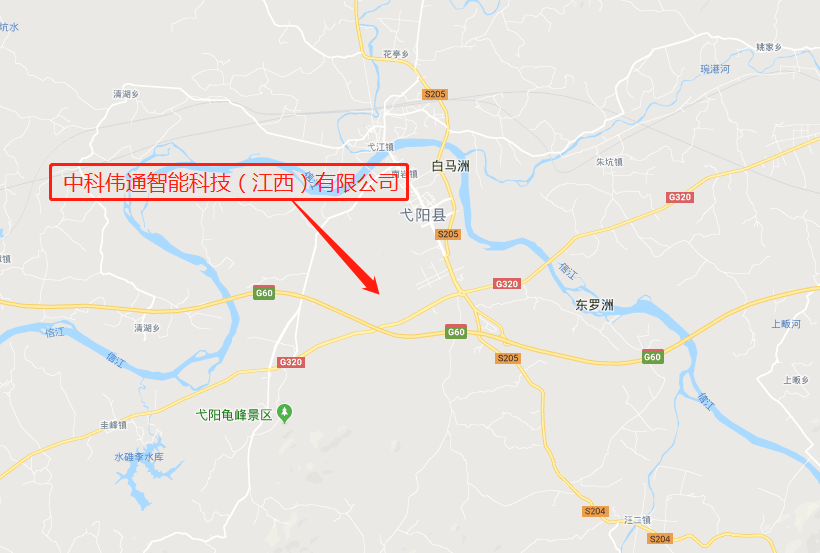 坑水
花亭乡
姚家乡
瑞港河
S205
清湖乡
弋江镇
白马洲
朱坑镇
中科伟通智能科技（江西）有限公司
G320
弋阳县
S205
信江
G320
G60
东罗洲
清湖乡
信江
G60
上畈河
信江
S205
G60
G320
上畈乡
信江
弋阳龟峰景区
圭峰镇
水碓李水库
S204
汪二镇
S204